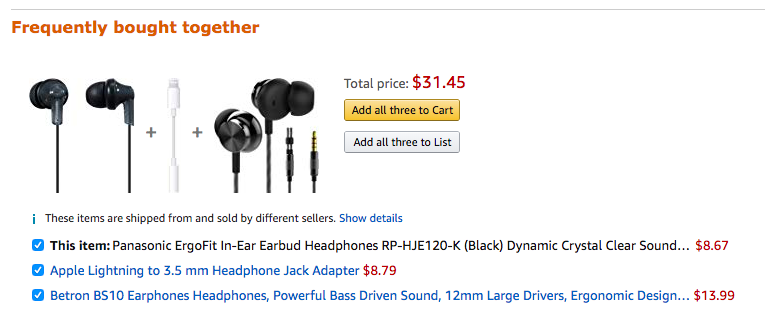 Frequently bought together
Total price: $31.45
Add all three to Cart
Add all three to List
+ +
i These items are shipped from and sold by different sellers. Show details
This item: Panasonic ErgoFit In-Ear Earbud Headphones RP-HJE120-K (Black) Dynamic Crystal Clear Sound... $8.67
Apple Lightning to 3.5 mm Headphone Jack Adapter $8.79
Betron BS10 Earphones Headphones, Powerful Bass Driven Sound, 12mm Large Drivers, Ergonomic Design... $13.99